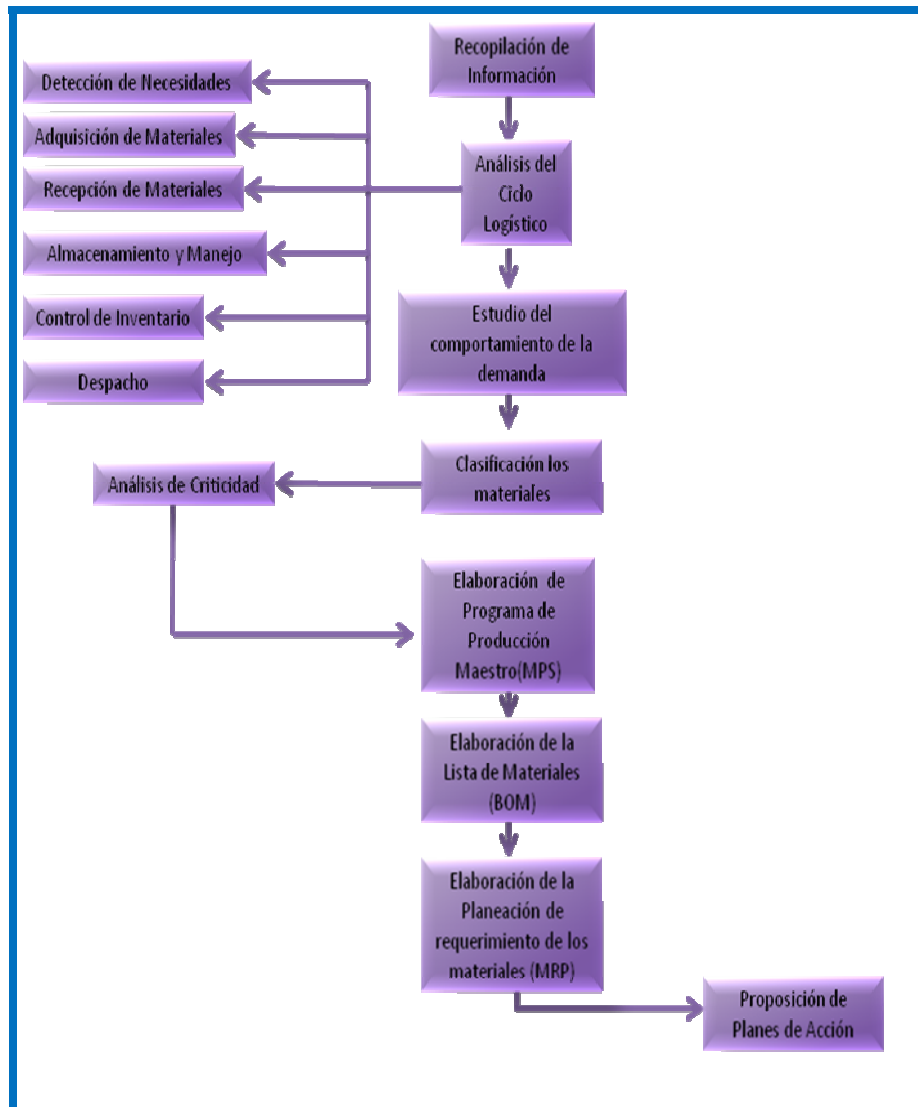 Recopilación de
Información
Detección de Necesidades
Adquisición de Materiales
Recepción de Materiales
Almacenamiento y Manejo
Control de Inventario
Despacho
Análisis del
Ciclo
Logístico
Estudio del
comportamiento de la
demanda
Clasificación los
materiales
Análisis de Criticidad
Elaboración de
Programa de
Producción
Maestro(MPS)
Elaboración de la
Lista de Materiales
(BOM)
Elaboración de la
Planeación de
requerimiento de los
materiales (MRP)
Proposición de
Planes de Acción